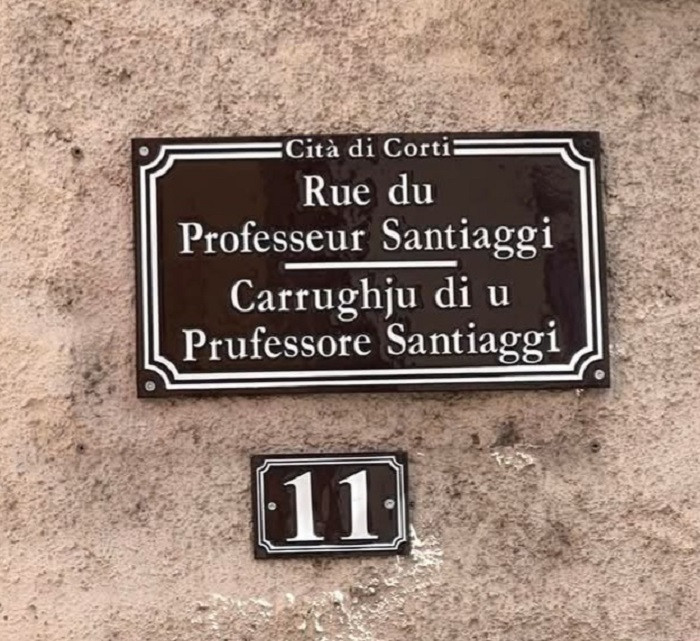 Cità di Corti
Rue du
Professeur Santiaggi
Carrughju di u
Prufessore Santiaggi
11